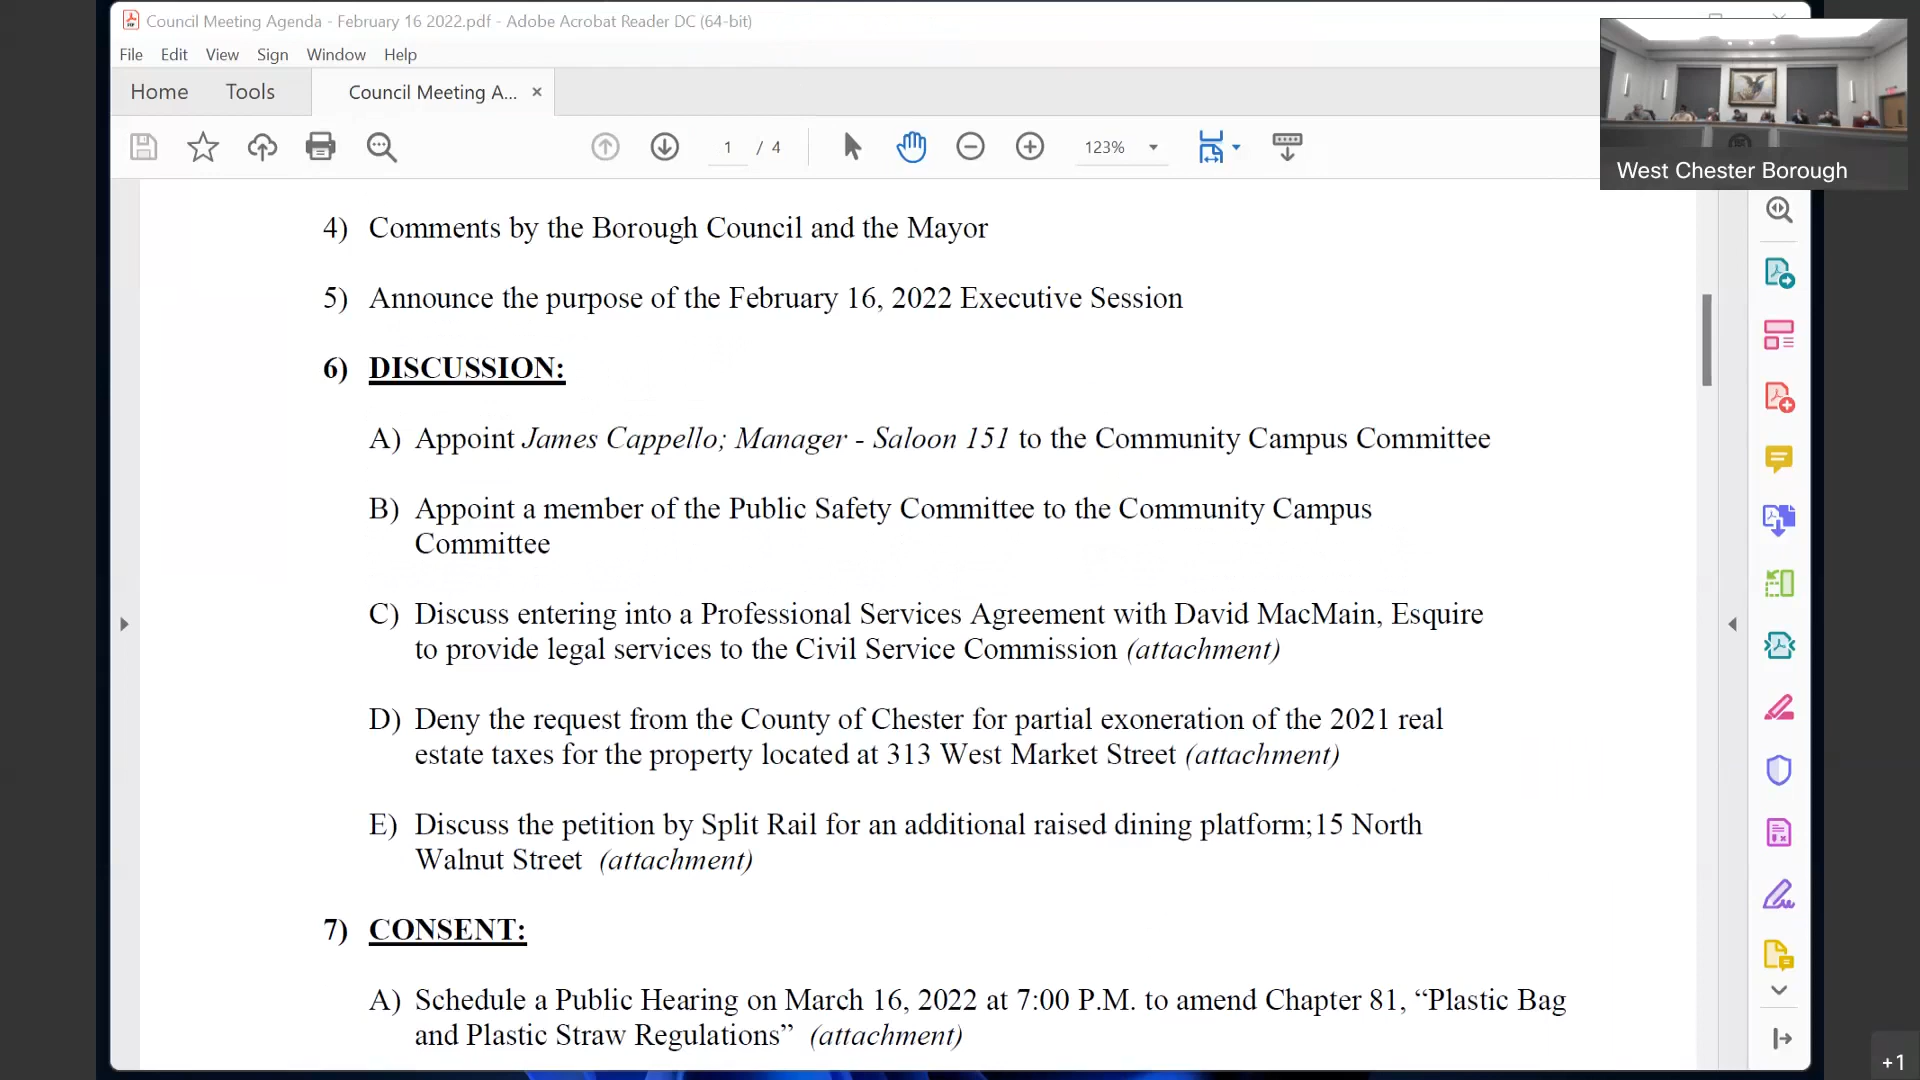 Council Meeting Agenda - February 16 2022.pdf - Adobe Acrobat Reader DC (64-bit)
File Edit View Sign Window Help
Home Tools Council Meeting A... ×
1 / 4 123%
West Chester Borough
4) Comments by the Borough Council and the Mayor
5) Announce the purpose of the February 16, 2022 Executive Session
6) DISCUSSION:
A) Appoint James Cappello; Manager - Saloon 151 to the Community Campus Committee
B) Appoint a member of the Public Safety Committee to the Community Campus
Committee
C) Discuss entering into a Professional Services Agreement with David MacMain, Esquire
to provide legal services to the Civil Service Commission (attachment)
D) Deny the request from the County of Chester for partial exoneration of the 2021 real
estate taxes for the property located at 313 West Market Street (attachment)
E) Discuss the petition by Split Rail for an additional raised dining platform;15 North
Walnut Street (attachment)
7) CONSENT:
A) Schedule a Public Hearing on March 16, 2022 at 7:00 P.M. to amend Chapter 81, “Plastic Bag
and Plastic Straw Regulations” (attachment)
+1